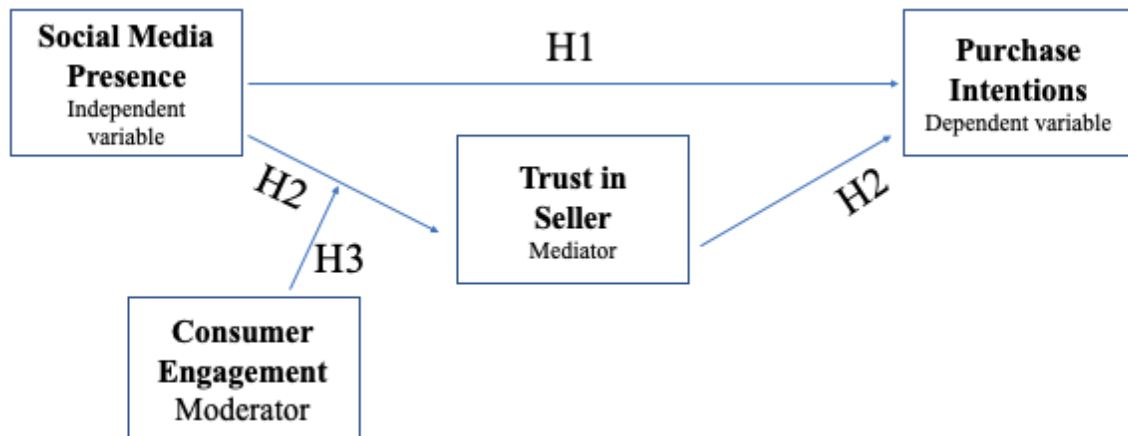 Social Media
Presence
Independent
variable
H1
Purchase
Intentions
Dependent variable
H2
Trust in
Seller
Mediator
H2
H3
Consumer
Engagement
Moderator